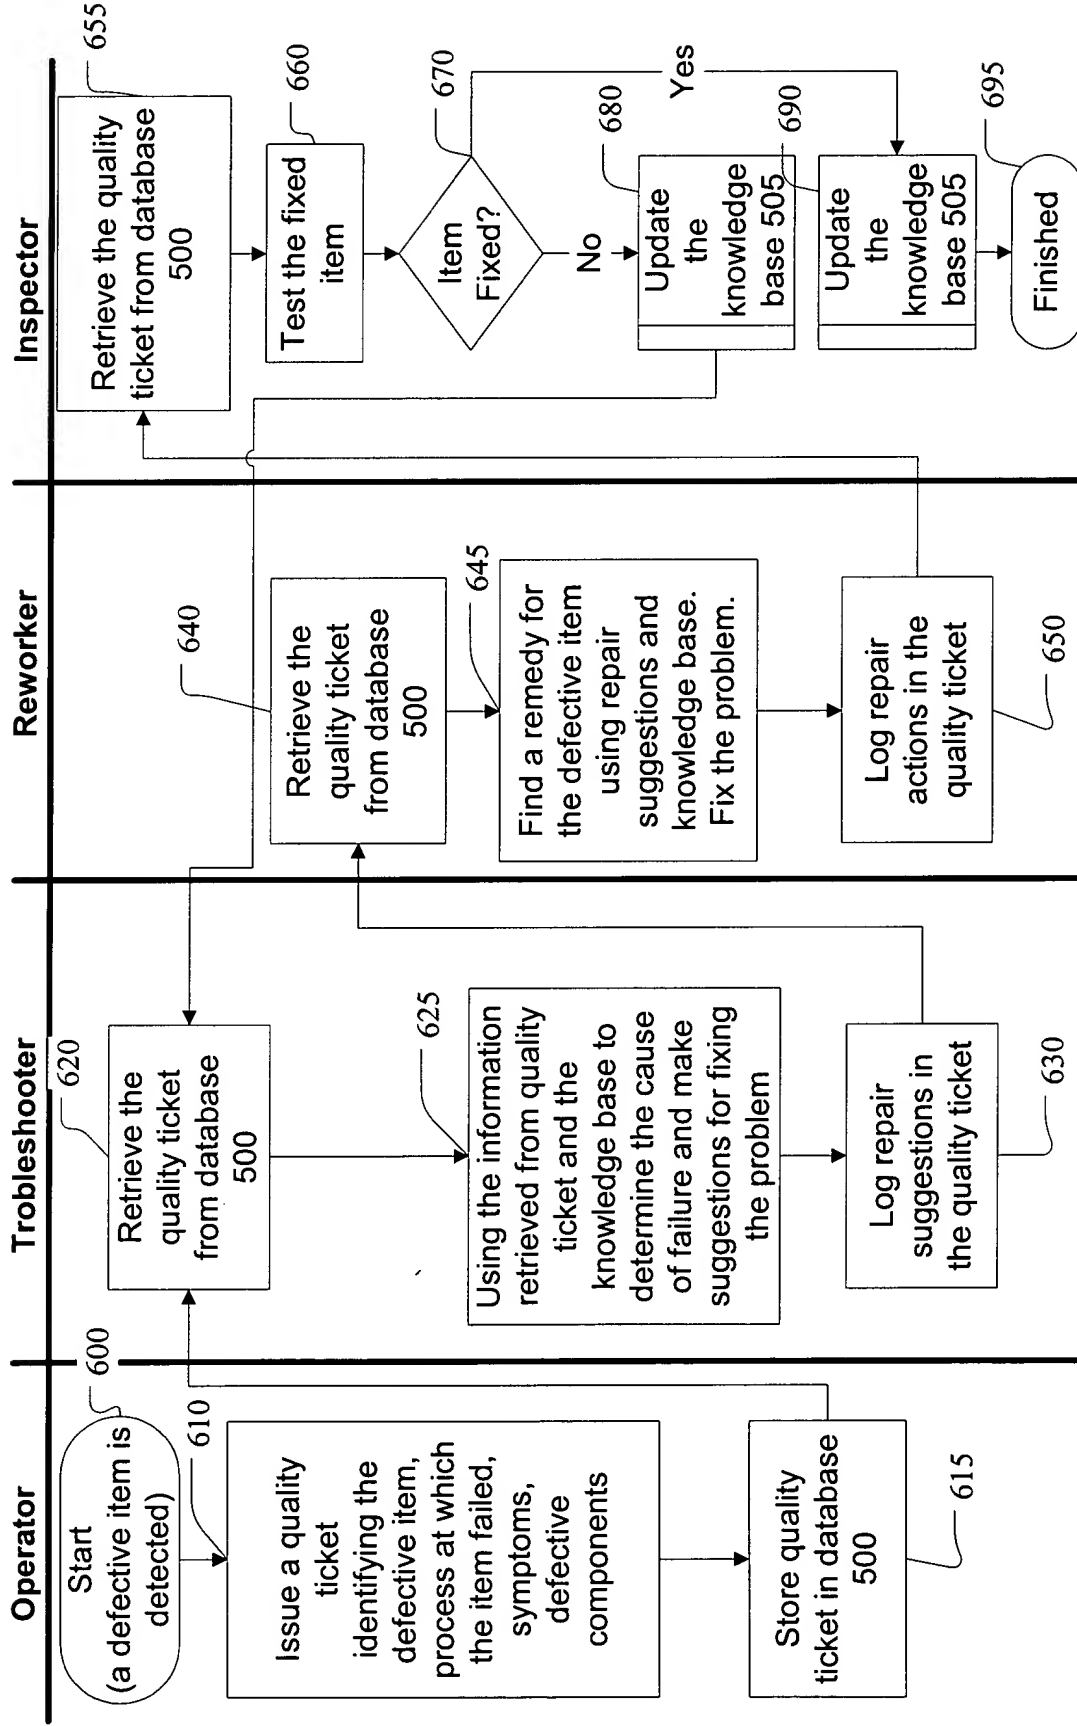 Operator
Start
(a defective item is
detected)
600
610
Issue a quality
ticket
identifying the
defective item,
process at which
the item failed,
symptoms,
defective
components
Store quality
ticket in database
500
615
Trobleshooter
620
Retrieve the
quality ticket
from database
500
625
Using the information
retrieved from quality
ticket and the
knowledge base to
determine the cause
of failure and make
suggestions for fixing
the problem
Log repair
suggestions in
the quality ticket
630
Reworker
640
Retrieve the
quality ticket
from database
500
645
Find a remedy for
the defective item
using repair
suggestions and
knowledge base.
Fix the problem.
Log repair
actions in the
quality ticket
650
Inspector
655
Retrieve the quality
ticket from database
500
660
Test the fixed
item
670
Item
Fixed?
Yes
No
680
Update
the
knowledge
base 505
690
Update
the
knowledge
base 505
695
Finished